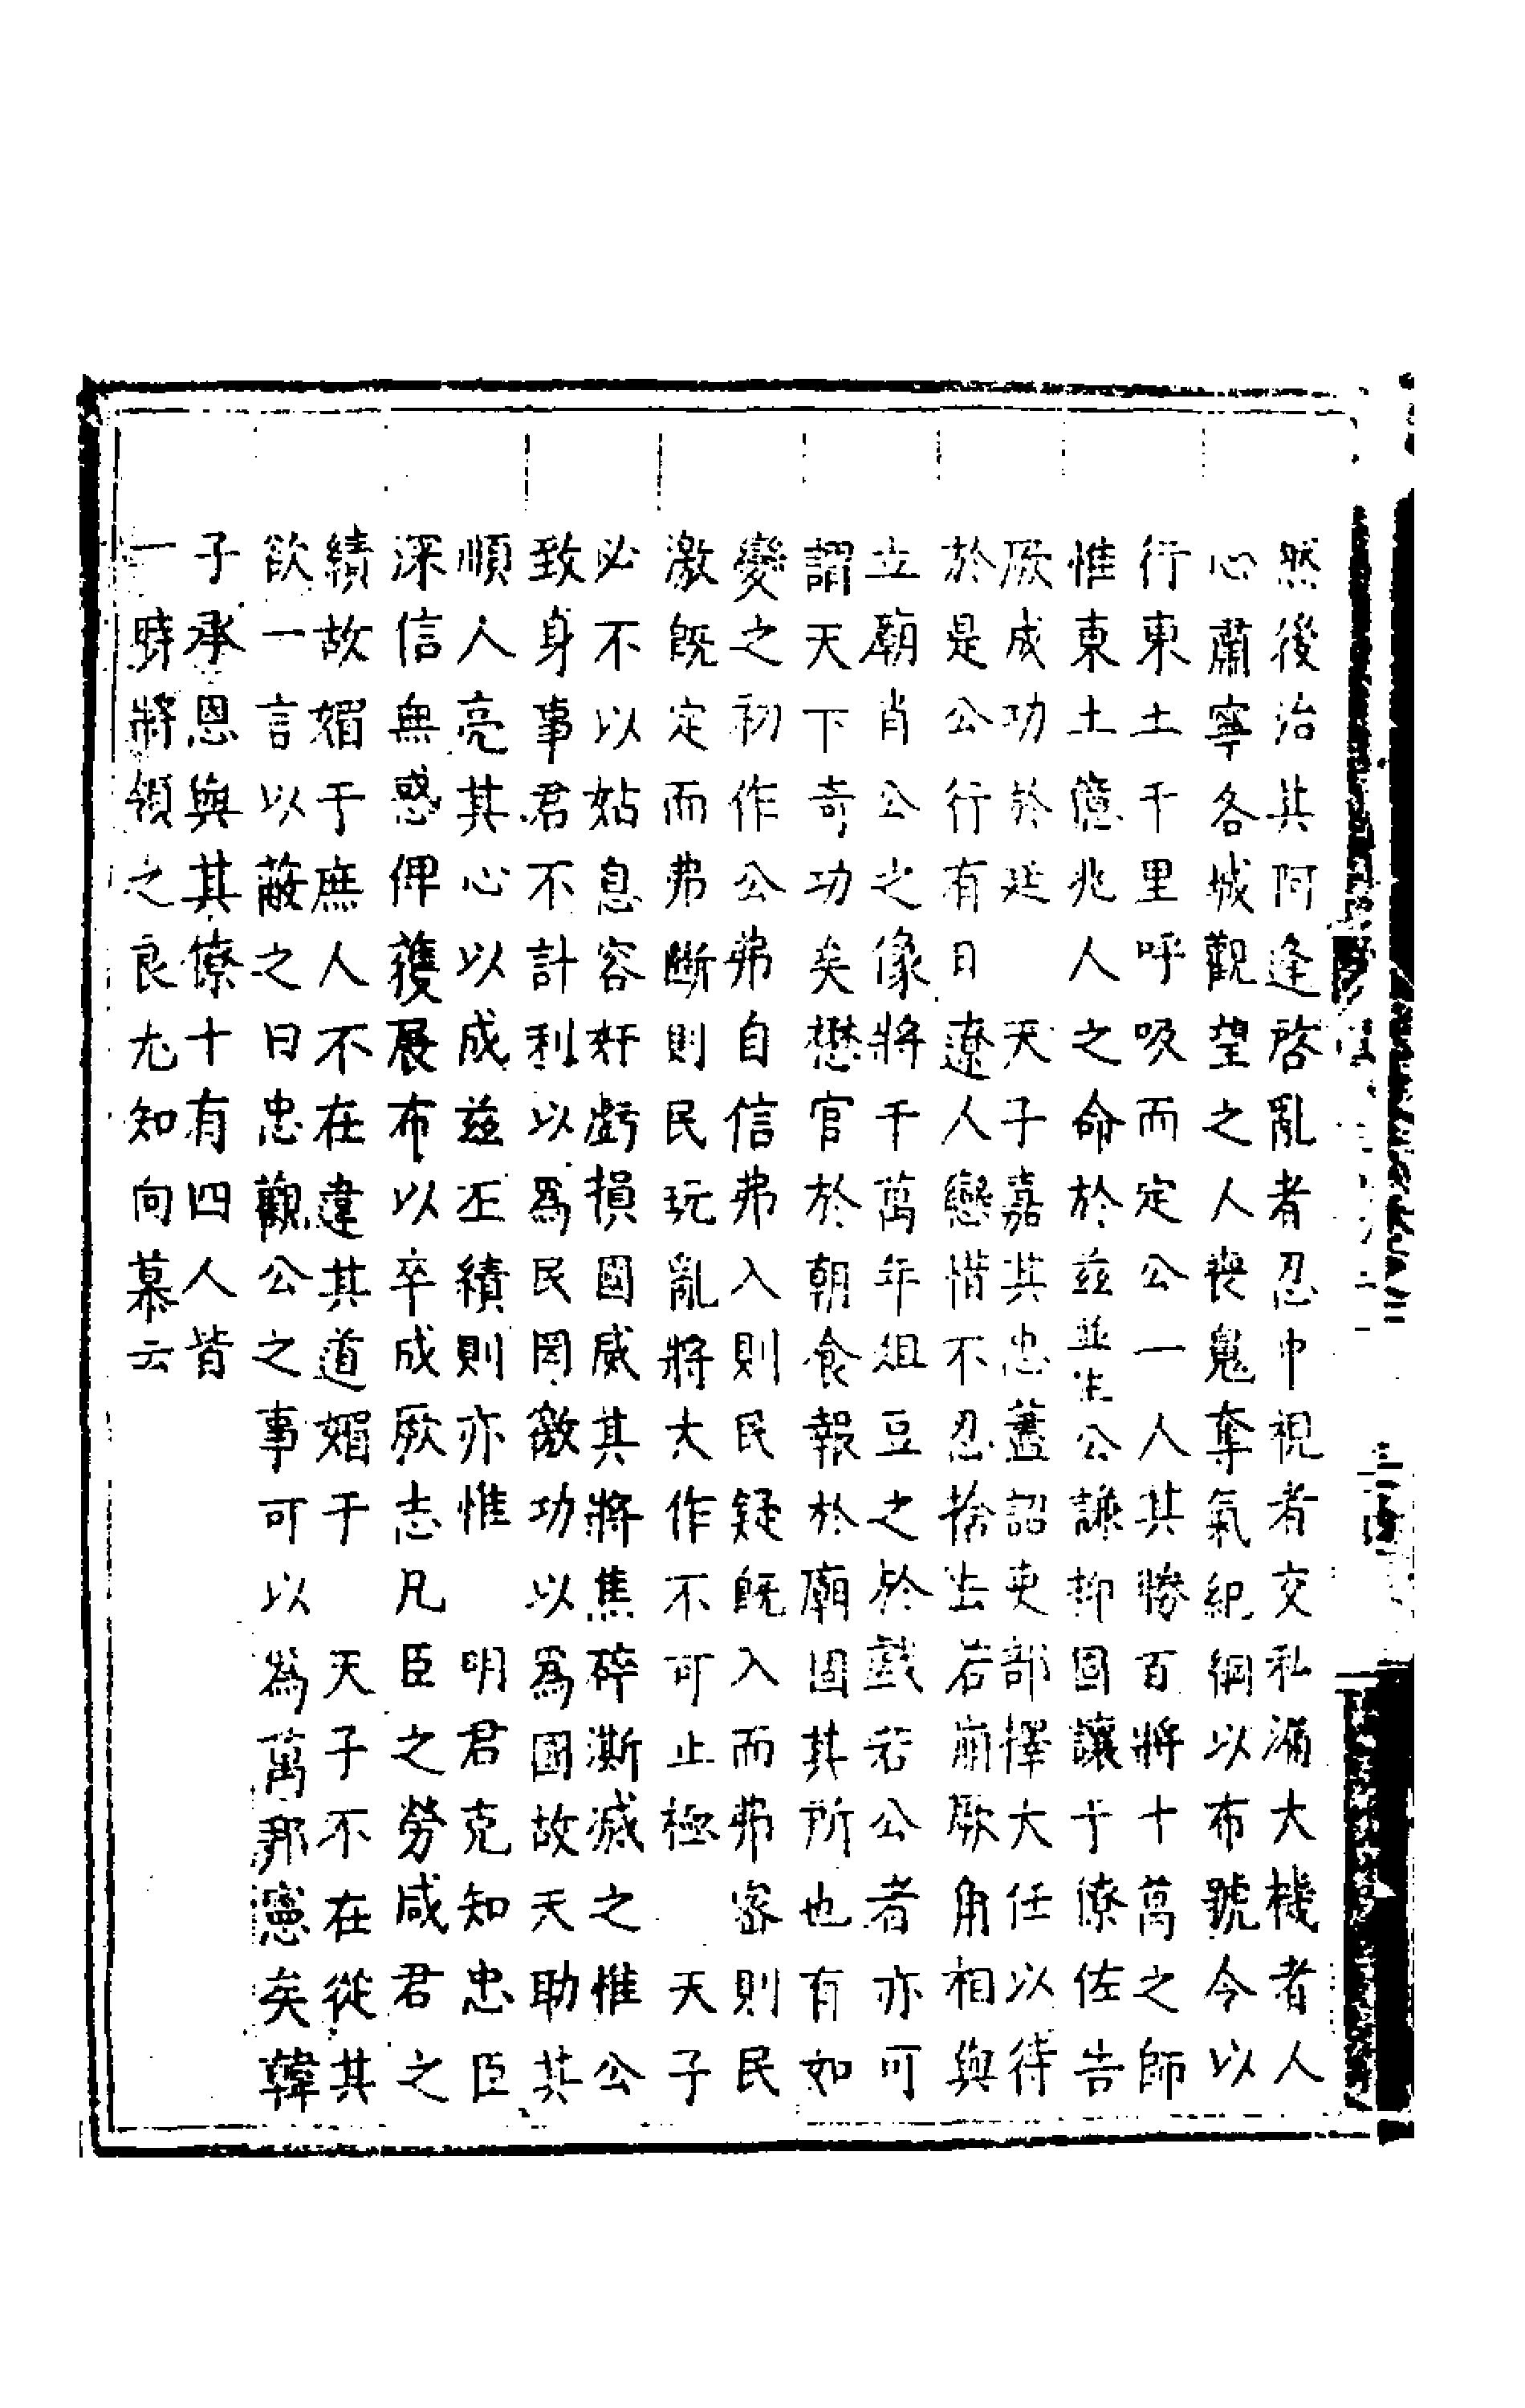 然後治其阿逢啓亂者忍中視者交私漏大機者人
心肅寧各城觀望之人喪鬼奪氣紀綱以布號令以
行東土千里呼吸而定公一人其勝百將十萬之師
惟東土億兆人之命於兹並生公謙抑固讓于僚佐告
厥成功於廷 天子嘉其忠藎詔吏部擇大任以待
於是公行有日遼人戀惜不忍捨去若崩厥角相與
立廟肖公之像將千萬年俎豆之於戲若公者亦可
謂天下奇功矣懋官於朝食報於廟固其所也有如
變之初作公弗自信弗入則民疑既入而弗審則民
激既定而弗斷則民玩亂將大作不可止極 天子
必不以姑息容奸虧損國威其將焦碎澌滅之惟公
致身事君不計利以爲民罔徼功以爲國故天助其
順人亮其心以成兹丕績則亦惟 明君克知忠臣
深信無惑俾獲展布以卒成厥志凡臣之勞咸君之
績故媚于庶人不在違其道媚于 天子不在從其
欲一言以蔽之曰忠觀公之事可以爲萬邦憲矣韓
子承恩與其僚十有四人皆
一時將領之良尤知向慕云